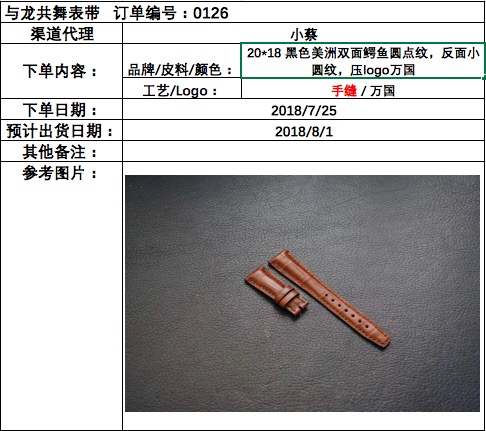 与龙共舞表带 订单编号：0126
渠道代理 小蔡
下单内容： 品牌/皮料/颜色： 20*18 黑色美洲双面鳄鱼圆点纹，反面小
圆纹，压logo万国
工艺/Logo： 手缝 / 万国
下单日期： 2018/7/25
预计出货日期： 2018/8/1
其他备注：
参考图片：